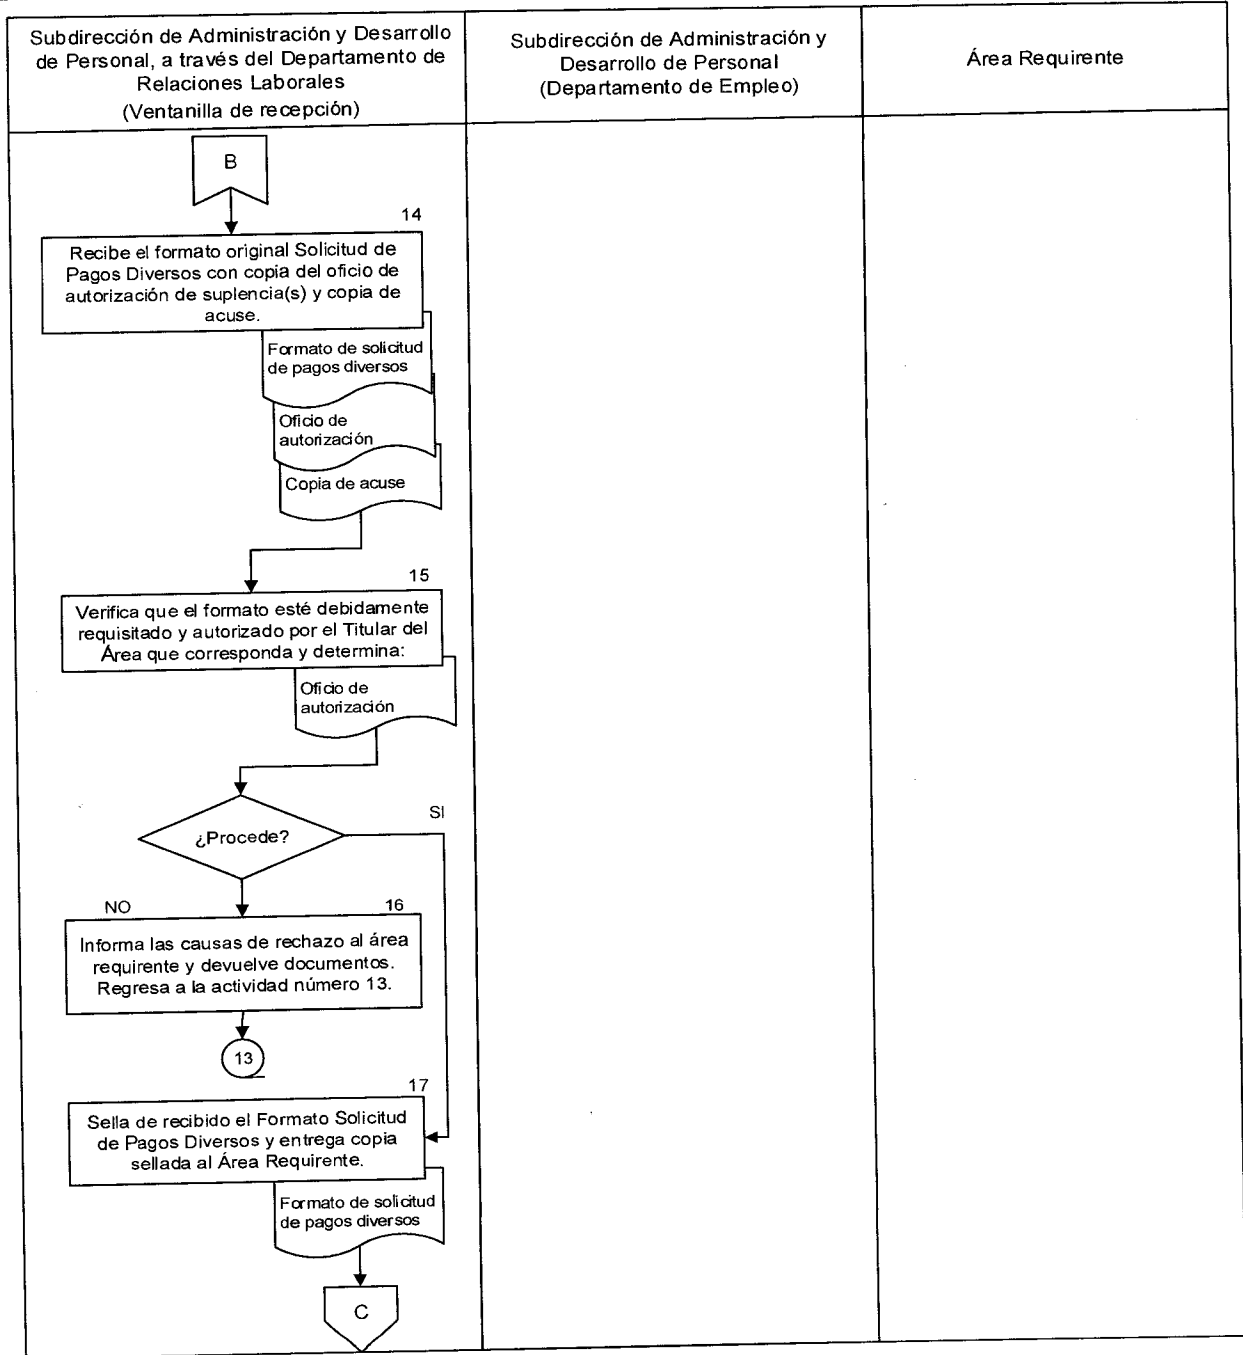 Subdirección de Administración y Desarrollo
de Personal, a través del Departamento de
Relaciones Laborales
(Ventanilla de recepción)
Subdirección de Administración y
Desarrollo de Personal
(Departamento de Empleo)
Área Requirente
B
14
Recibe el formato original Solicitud de
Pagos Diversos con copia del oficio de
autorización de suplencia(s) y copia de
acuse.
Formato de solicitud
de pagos diversos
Oficio de
autorización
Copia de acuse
15
Verifica que el formato esté debidamente
requisitado y autorizado por el Titular del
Área que corresponda y determina:
Oficio de
autorización
¿Procede?
SI
NO
16
Informa las causas de rechazo al área
requirente y devuelve documentos.
Regresa a la actividad número 13.
13
17
Sella de recibido el Formato Solicitud
de Pagos Diversos y entrega copia
sellada al Área Requirente.
Formato de solicitud
de pagos diversos
C